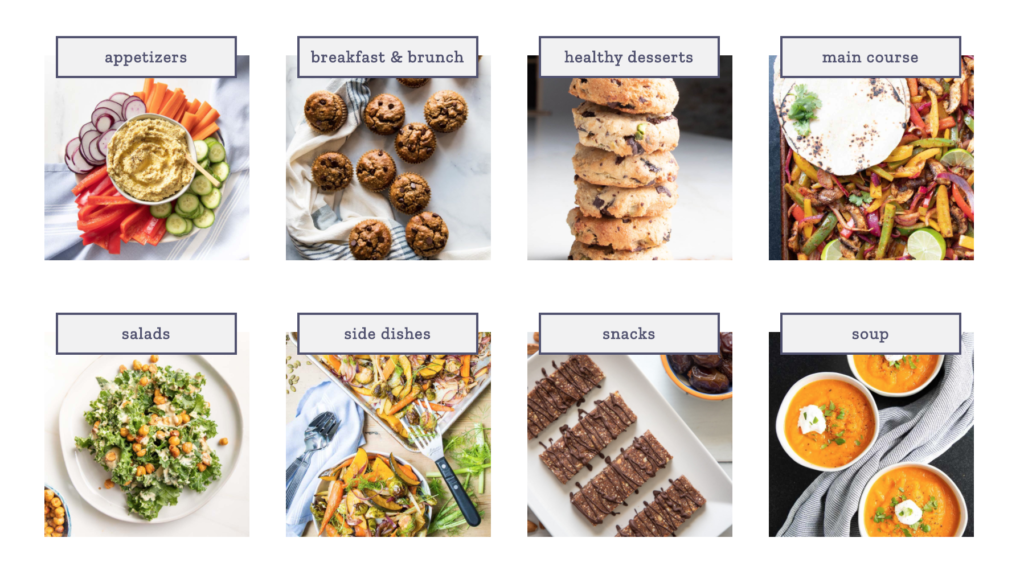 appetizers
breakfast & brunch
healthy desserts
main course
salads
side dishes
snacks
soup